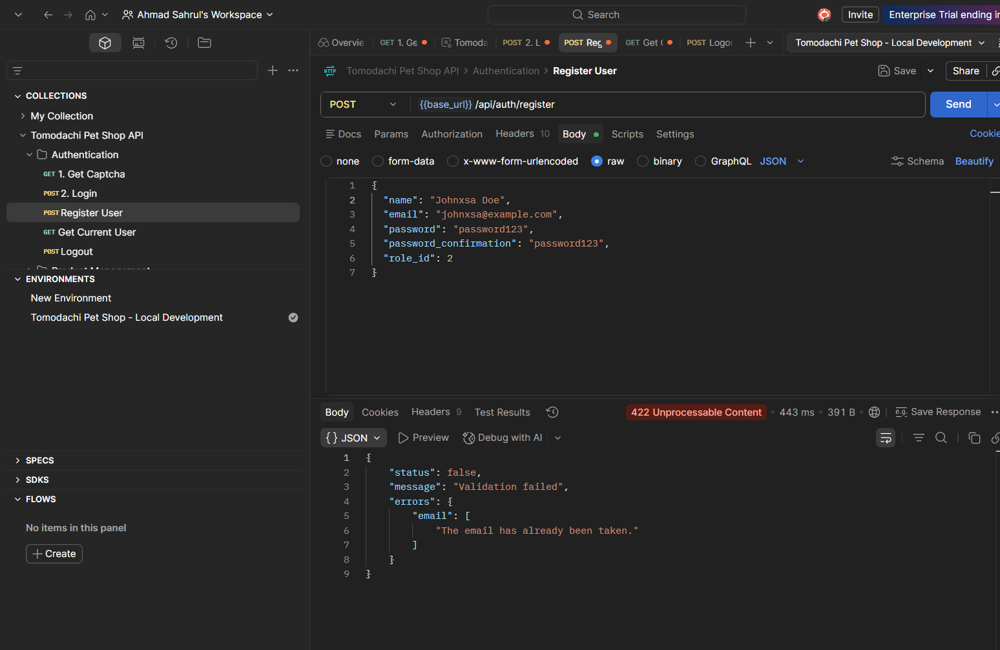 Ahmad Sahrul's Workspace
Search
Invite
Enterprise Trial ending in
Overvie
GET 1. Ge
Tomoda
POST 2. L
POST Reg
GET Get (
POST Logou
Tomodachi Pet Shop - Local Development
Tomodachi Pet Shop API > Authentication > Register User
Save
Share
COLLECTIONS
My Collection
Tomodachi Pet Shop API
Authentication
GET 1. Get Captcha
POST 2. Login
POST Register User
GET Get Current User
POST Logout
Product Management
ENVIRONMENTS
New Environment
Tomodachi Pet Shop - Local Development
SPECS
SDKS
FLOWS
No items in this panel
Create
HTTP
POST
{{base_url}} /api/auth/register
Send
Docs
Params
Authorization
Headers 10
Body
Scripts
Settings
Cookie
none
form-data
x-www-form-urlencoded
raw
binary
GraphQL
JSON
Schema
Beautify
1 {
2 "name": "Johnxsa Doe",
3 "email": "johnxsa@example.com",
4 "password": "password123",
5 "password_confirmation": "password123",
6 "role_id": 2
7 }
Body
Cookies
Headers 9
Test Results
422 Unprocessable Content
443 ms
391 B
e.g. Save Response
{} JSON
Preview
Debug with AI
1 {
2 "status": false,
3 "message": "Validation failed",
4 "errors": {
5 "email": [
6 "The email has already been taken."
7 ]
8 }
9 }